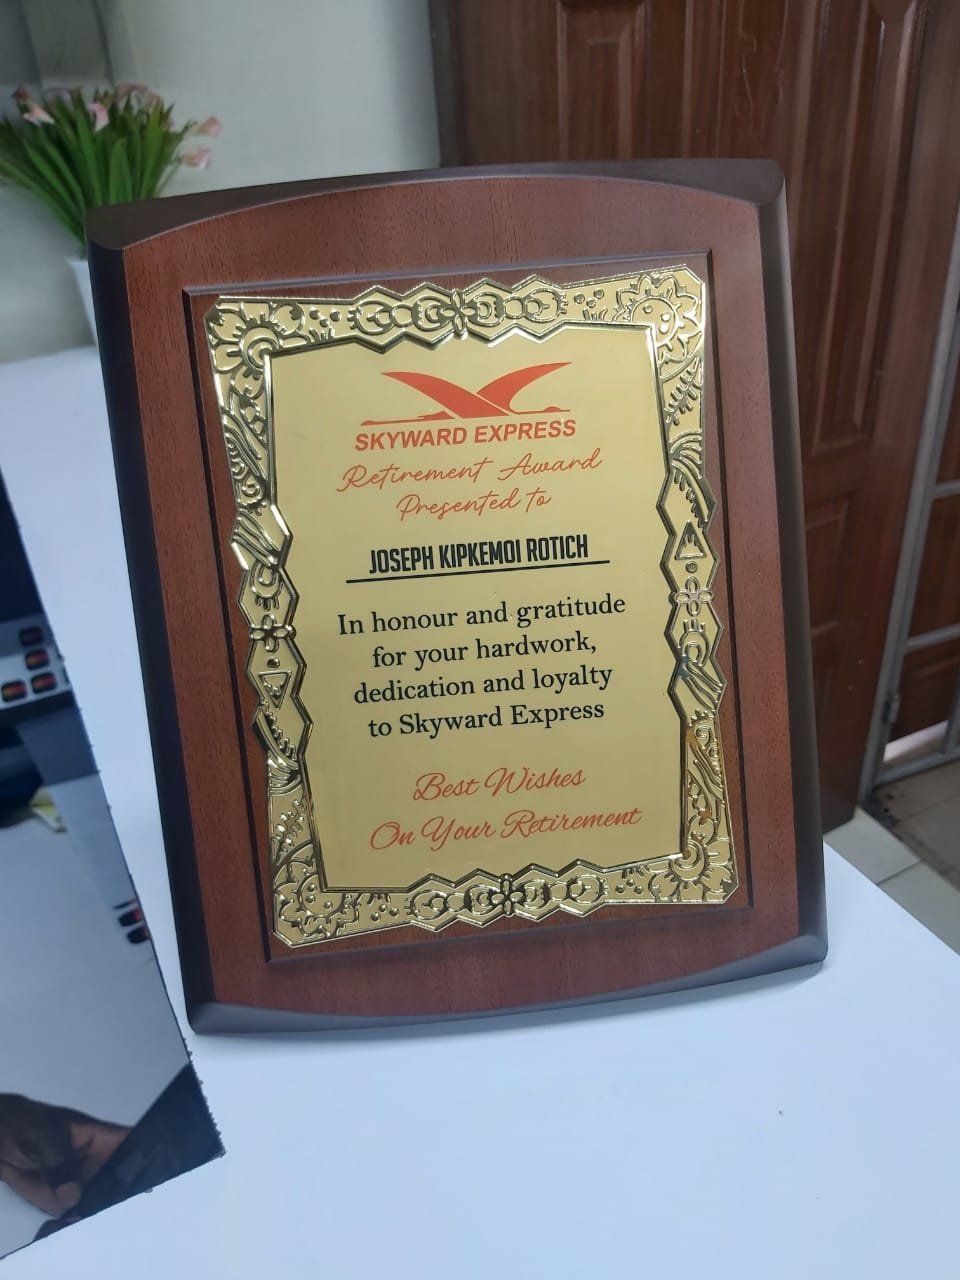 SKYWARD EXPRESS
Retirement Award
Presented to
JOSEPH KIPKEMOI ROTICH
In honour and gratitude
for your hardwork,
dedication and loyalty
to Skyward Express
Best Wishes
On Your Retirement